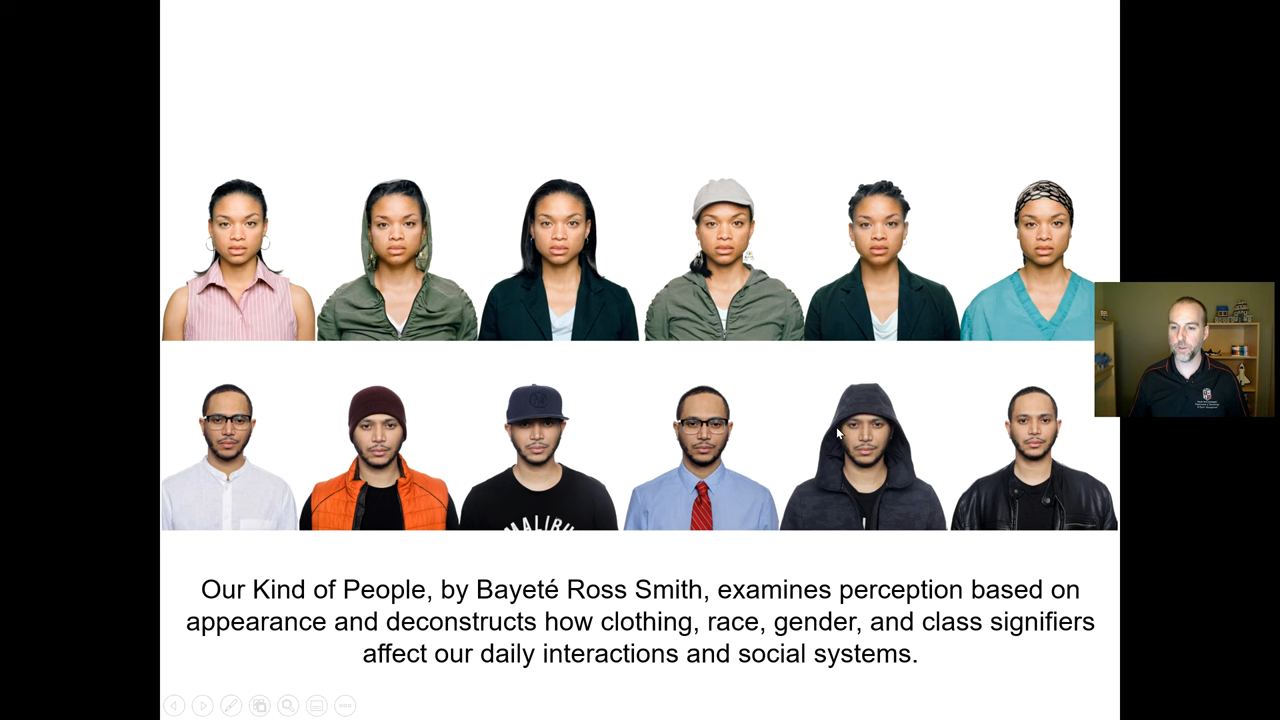 MALIBU
Our Kind of People, by Bayeté Ross Smith, examines perception based on
appearance and deconstructs how clothing, race, gender, and class signifiers
affect our daily interactions and social systems.